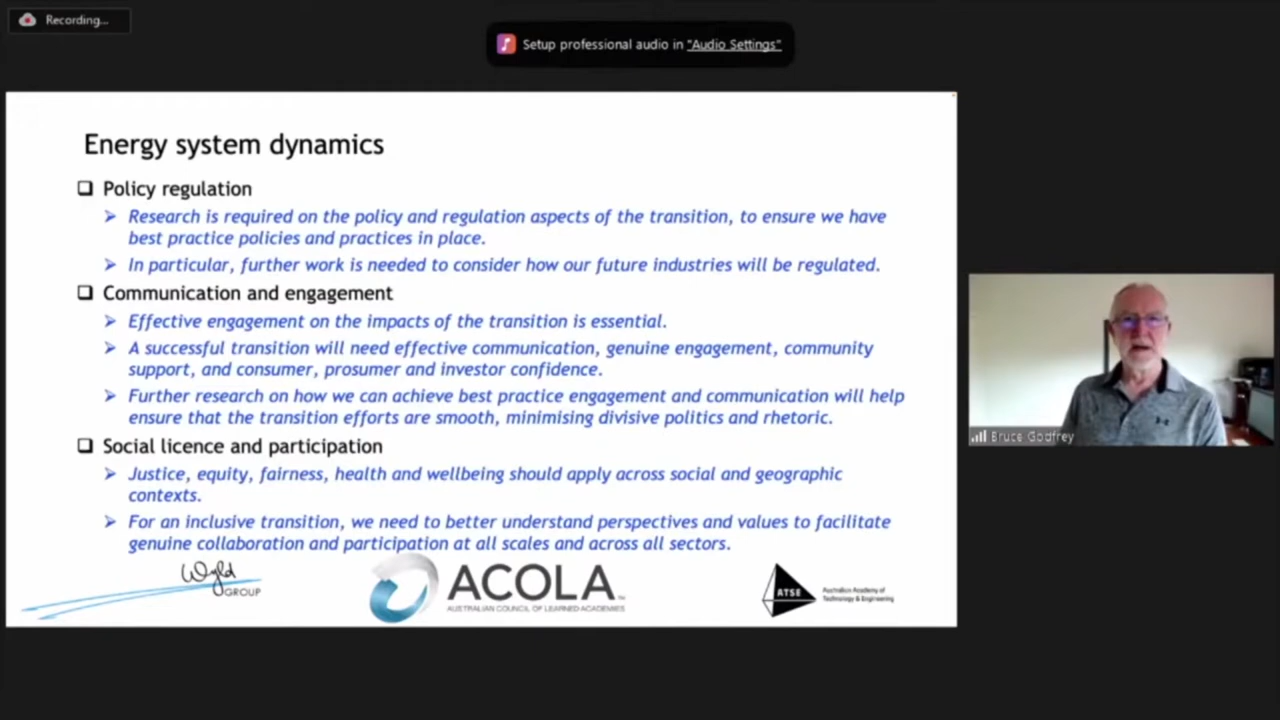 Recording...
Setup professional audio in "Audio Settings"
Energy system dynamics
Policy regulation
Research is required on the policy and regulation aspects of the transition, to ensure we have
best practice policies and practices in place.
In particular, further work is needed to consider how our future industries will be regulated.
Communication and engagement
Effective engagement on the impacts of the transition is essential.
A successful transition will need effective communication, genuine engagement, community
support, and consumer, prosumer and investor confidence.
Further research on how we can achieve best practice engagement and communication will help
ensure that the transition efforts are smooth, minimising divisive politics and rhetoric.
Social licence and participation
Justice, equity, fairness, health and wellbeing should apply across social and geographic
contexts.
For an inclusive transition, we need to better understand perspectives and values to facilitate
genuine collaboration and participation at all scales and across all sectors.
Wyld
GROUP
ACOLA
AUSTRALIAN COUNCIL OF LEARNED ACADEMIES
ATSE
Australian Academy of
Technology & Engineering
Bruce Godfrey